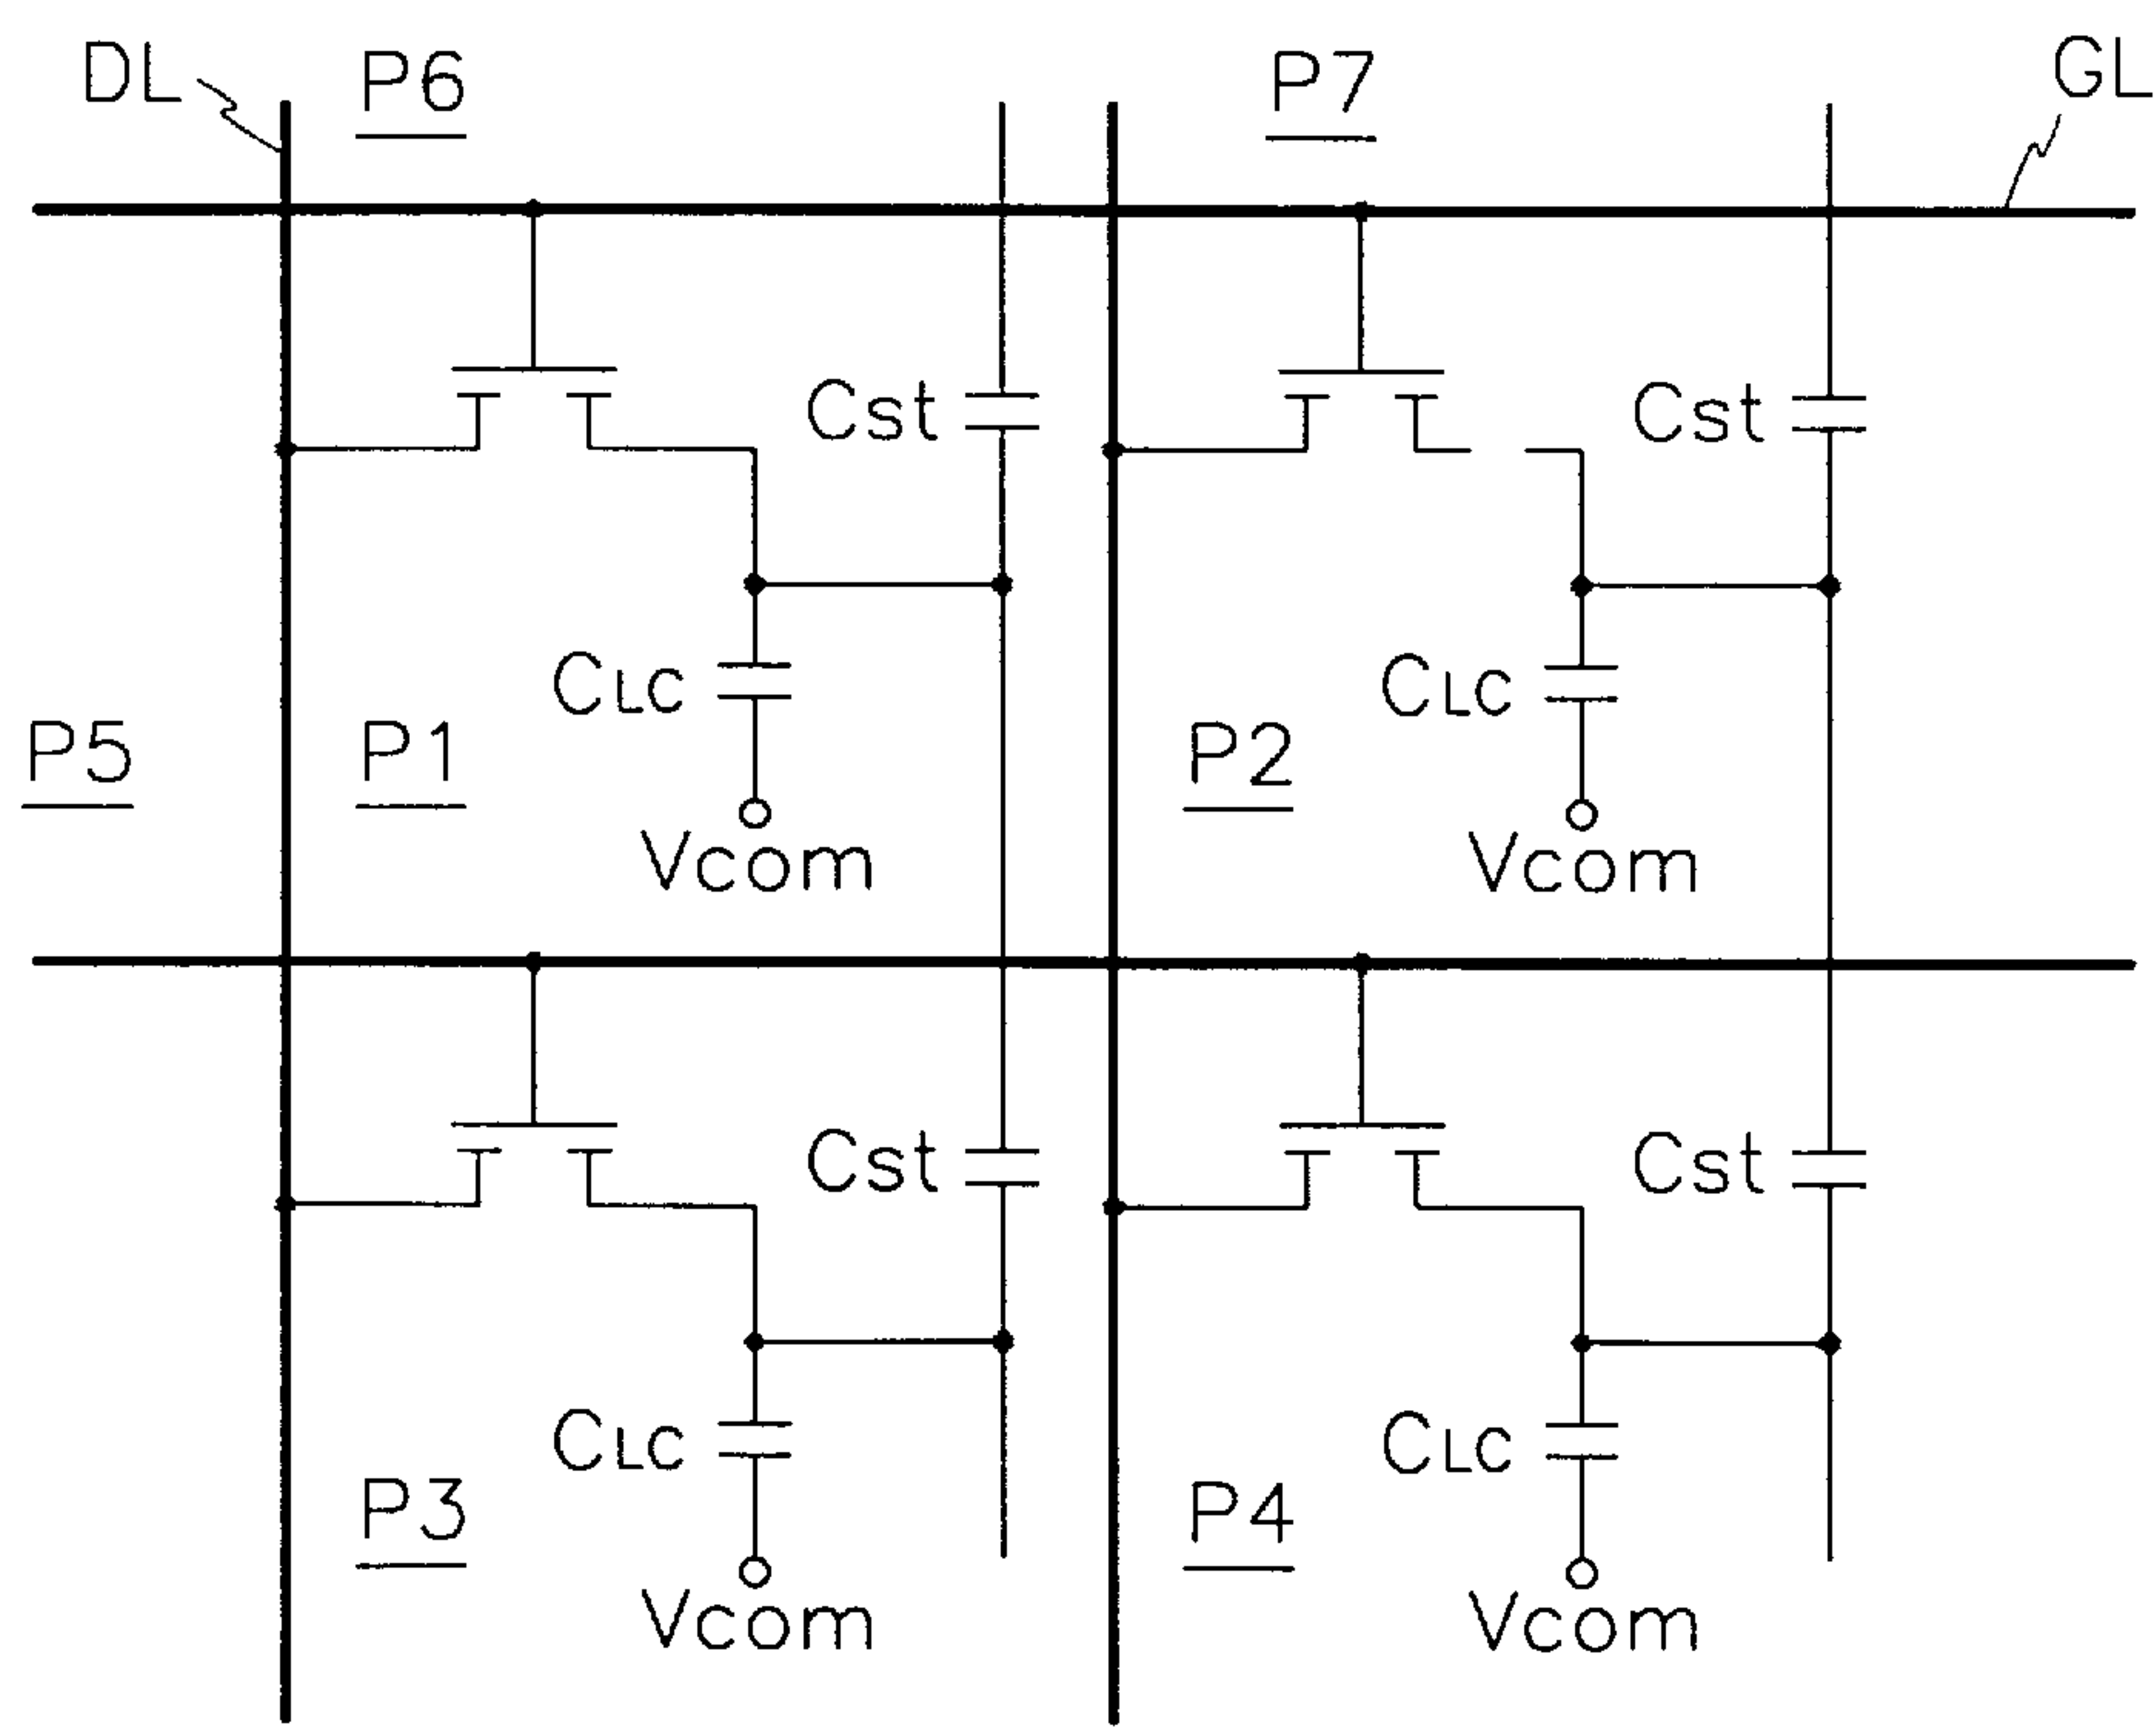 DL
P6
P7
GL
Cst
Cst
CLC
CLC
P5
P1
P2
Vcom
Vcom
Cst
Cst
CLC
CLC
P3
P4
Vcom
Vcom